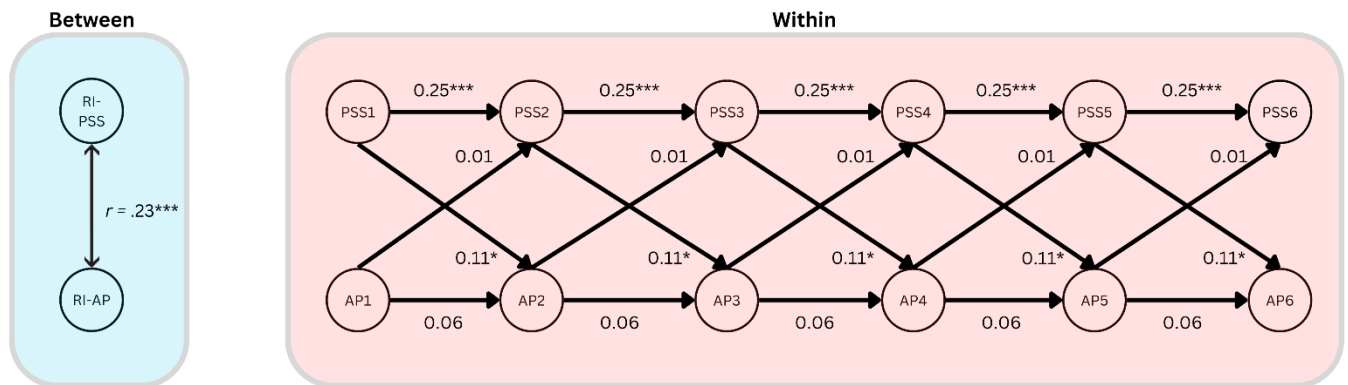 Between
Within
RI-
PSS
r = .23***
RI-AP
PSS1
0.25***
PSS2
0.25***
PSS3
0.25***
PSS4
0.25***
PSS5
0.25***
PSS6
0.01
0.01
0.01
0.01
0.01
0.11*
0.11*
0.11*
0.11*
0.11*
AP1
AP2
AP3
AP4
AP5
AP6
0.06
0.06
0.06
0.06
0.06